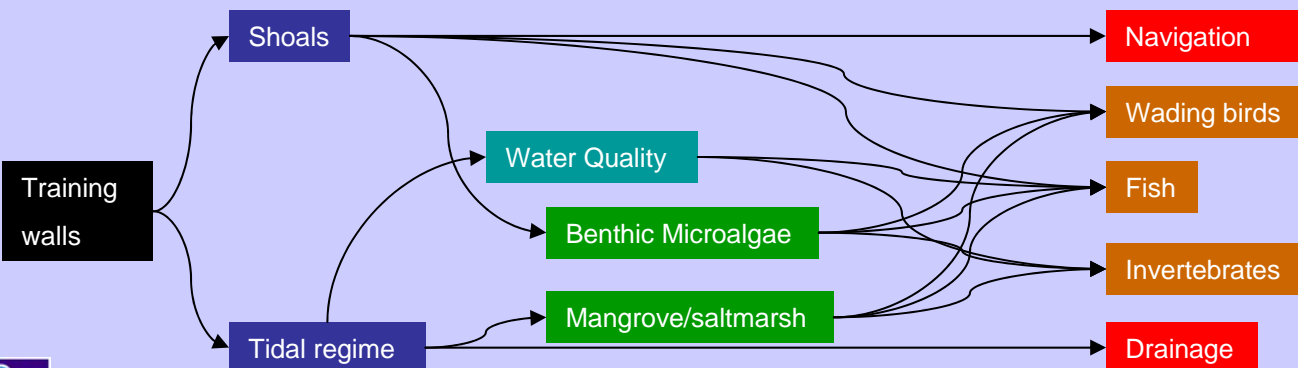 Shoals
Navigation
Wading birds
Water Quality
Training
walls
Fish
Benthic Microalgae
Invertebrates
Mangrove/saltmarsh
Tidal regime
Drainage